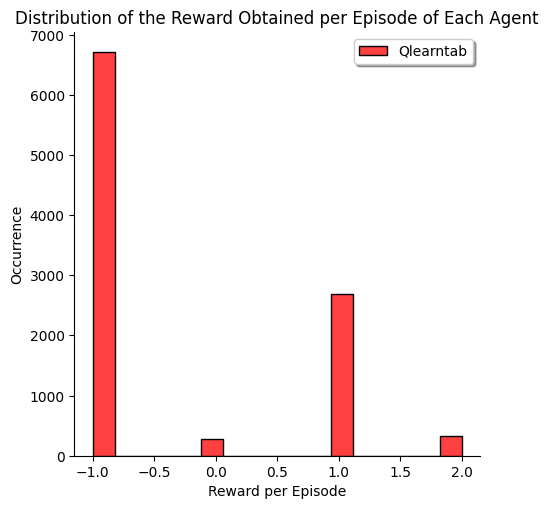 Distribution of the Reward Obtained per Episode of Each Agent
Qlearntab
7000
6000
5000
4000
3000
2000
1000
0
Occurrence
−1.0 −0.5 0.0 0.5 1.0 1.5 2.0
Reward per Episode